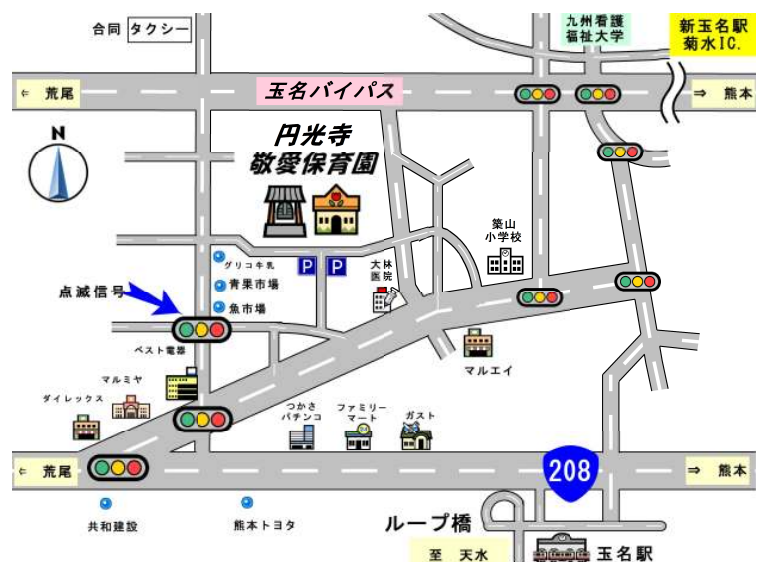 合同 タクシー
九州看護
福祉大学
新玉名駅
菊水IC.
⇐ 荒尾
玉名バイパス
⇒ 熊本
N
円光寺
敬愛保育園
築山
小学校
グリコ牛乳
P P
大林
医院
青果市場
点滅信号
魚市場
ベスト電器
マルエイ
マルミヤ
ダイレックス
つかさ
パチンコ
ファミリー
マート
ガスト
⇐ 荒尾
208
⇒ 熊本
共和建設
熊本トヨタ
ループ橋
至 天水
玉名駅